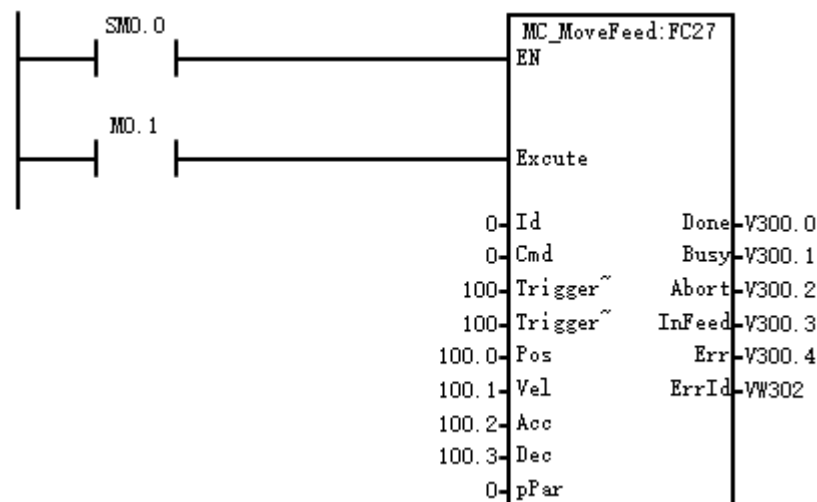 SM0.0
MC_MoveFeed:FC27
EN
M0.1
Excute
0 Id Done V300.0
0 Cmd Busy V300.1
100 Trigger~ Abort V300.2
100 Trigger~ InFeed V300.3
100.0 Pos Err V300.4
100.1 Vel ErrId VW302
100.2 Acc
100.3 Dec
0 pPar